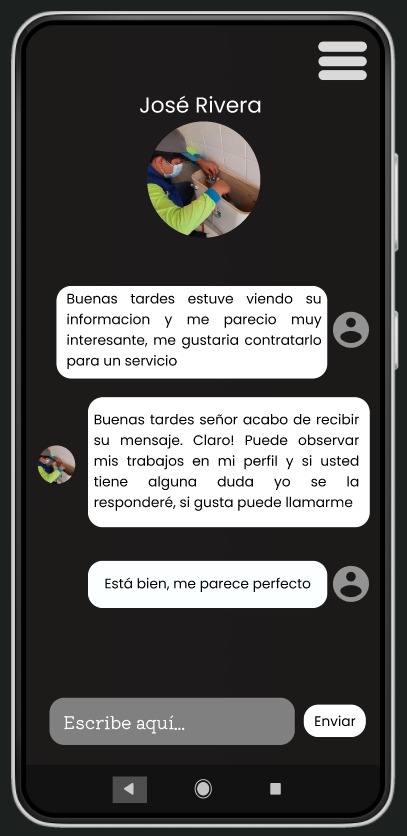 José Rivera
Buenas tardes estuve viendo su
informacion y me parecio muy
interesante, me gustaria contratarlo
para un servicio
Buenas tardes señor acabo de recibir
su mensaje. Claro! Puede observar
mis trabajos en mi perfil y si usted
tiene alguna duda yo se la
responderé, si gusta puede llamarme
Está bien, me parece perfecto
Escribe aquí...
Enviar